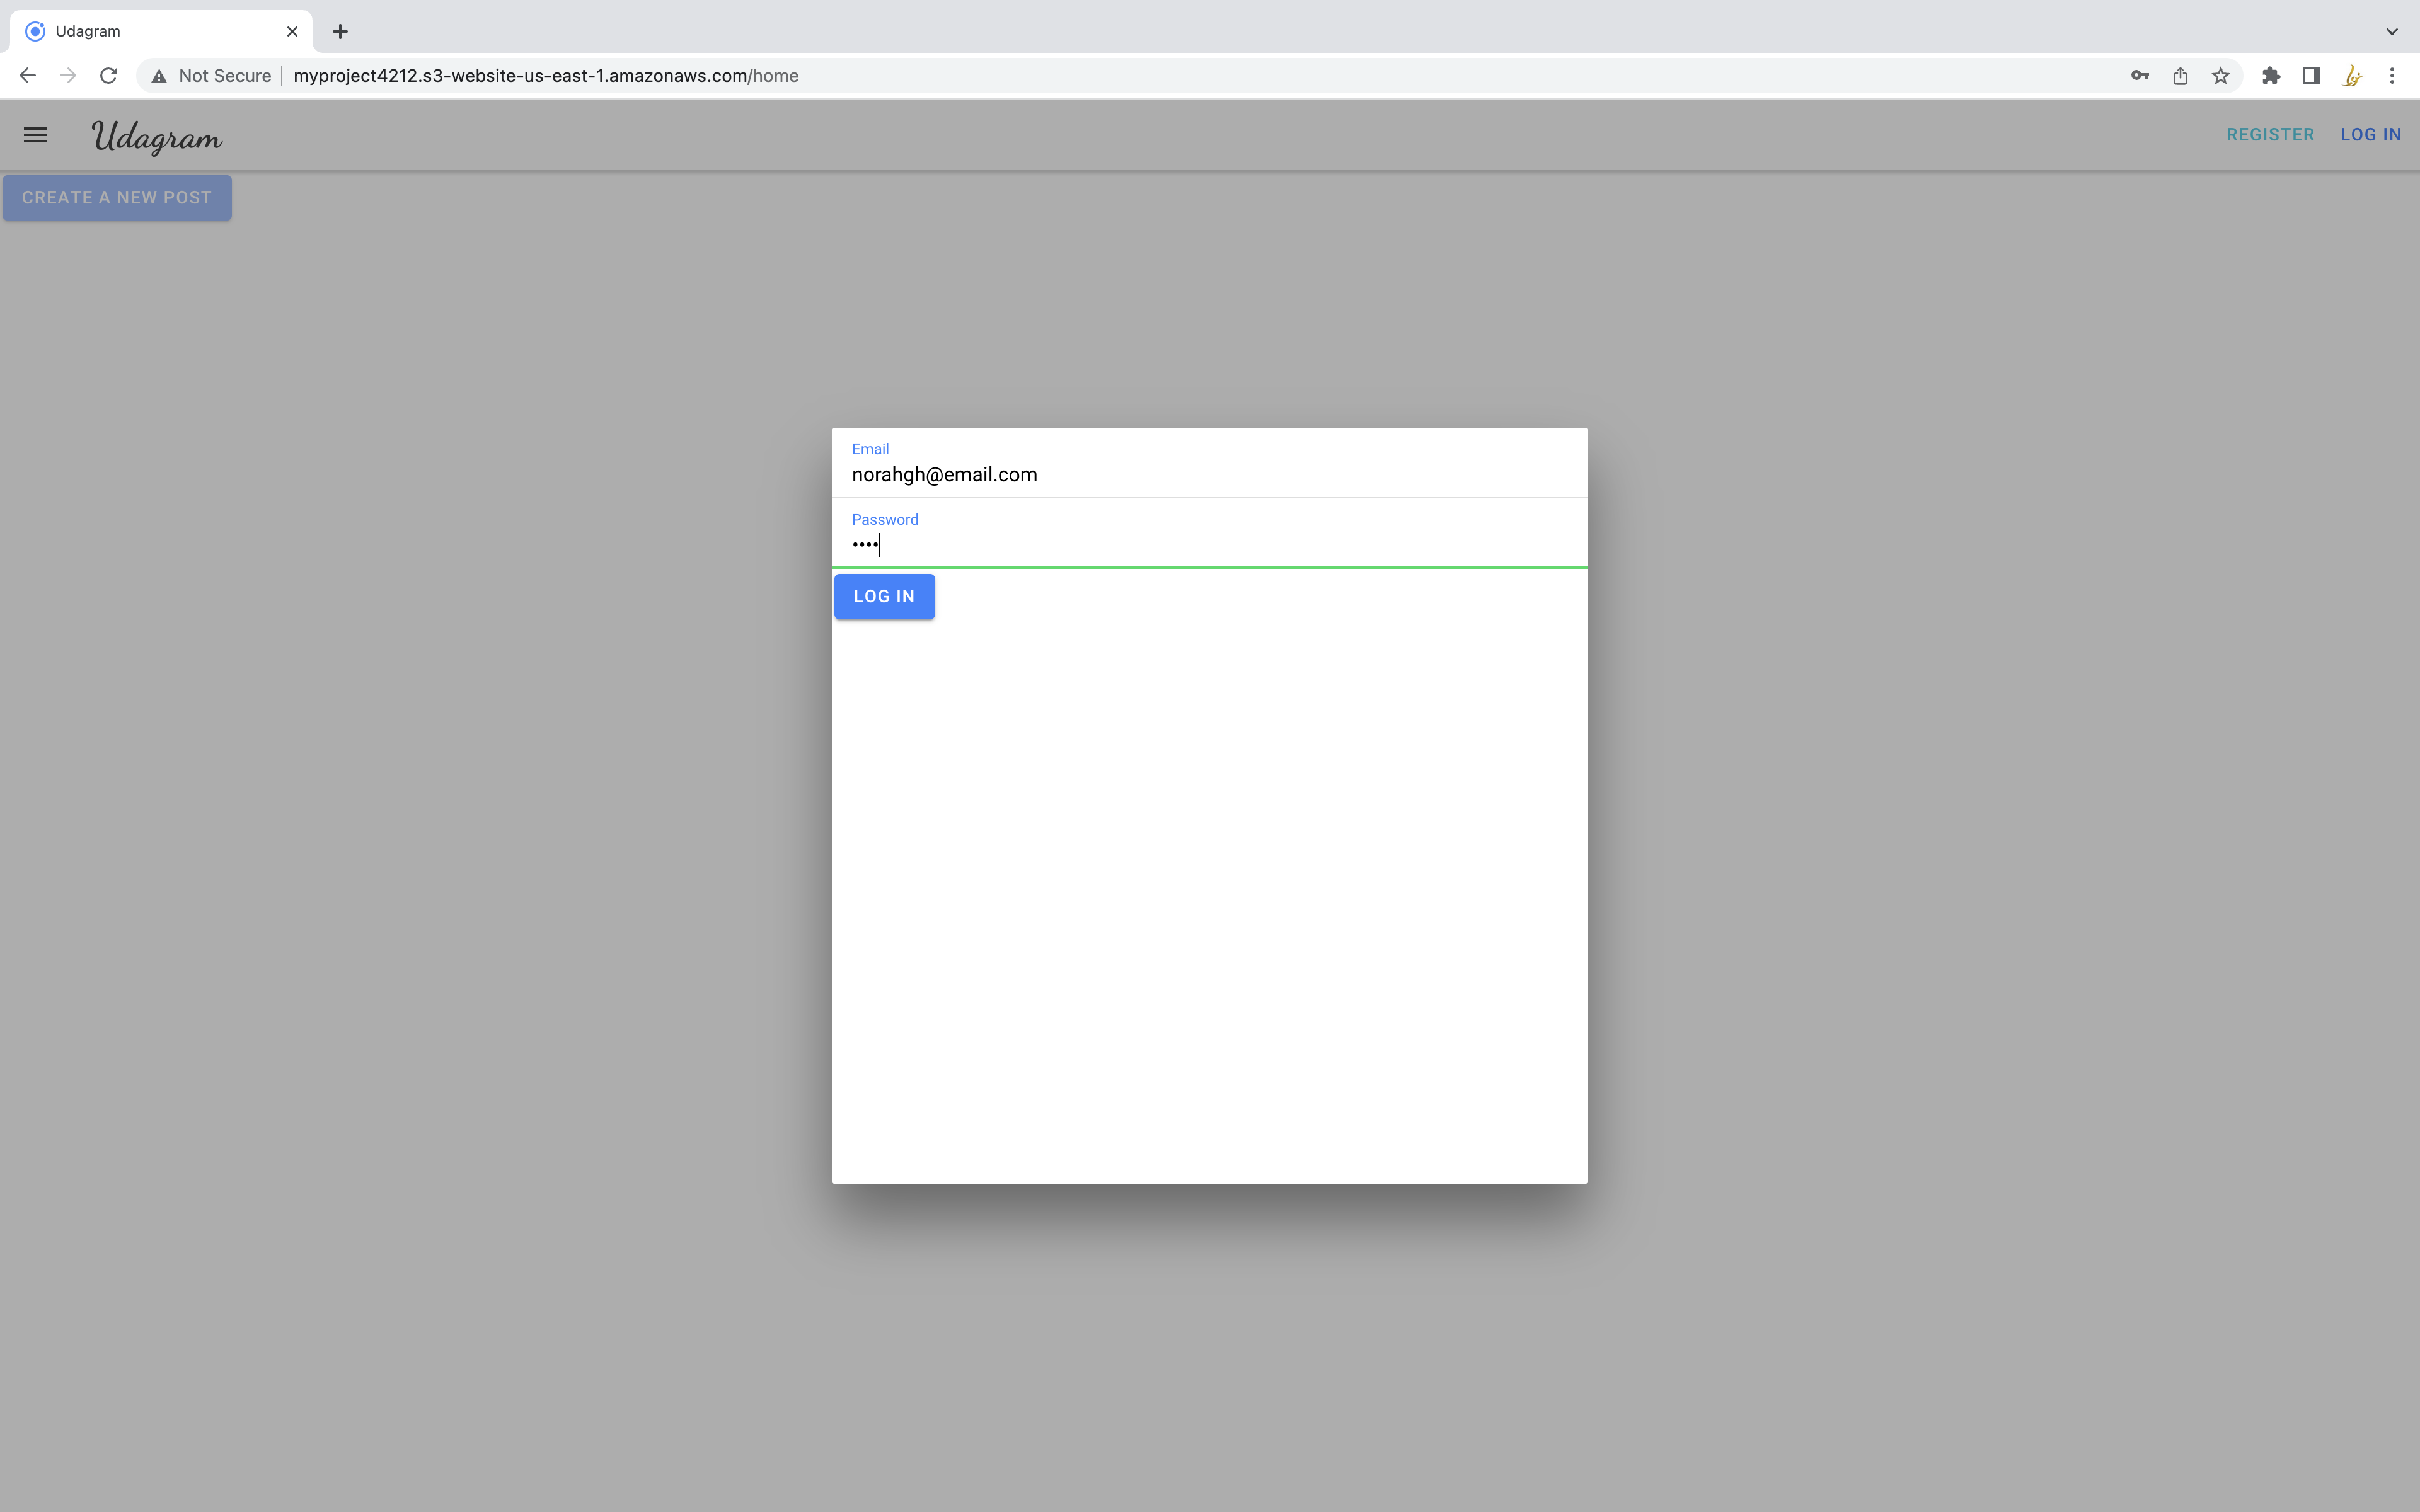 Udagram
Not Secure myproject4212.s3-website-us-east-1.amazonaws.com/home
Udagram REGISTER LOG IN
CREATE A NEW POST
Email
norahgh@email.com
Password
••••
LOG IN